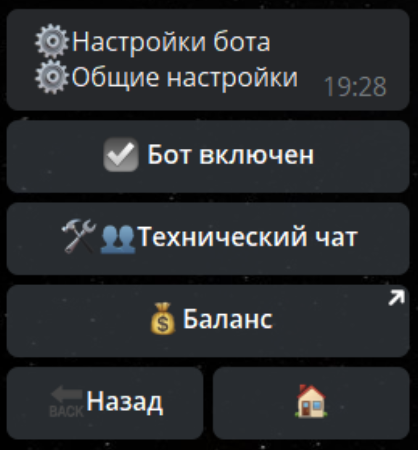 ⚙️Настройки бота
⚙️Общие настройки
19:28
☑️ Бот включен
🛠👥Технический чат
💰Баланс
🔙Назад
🏠